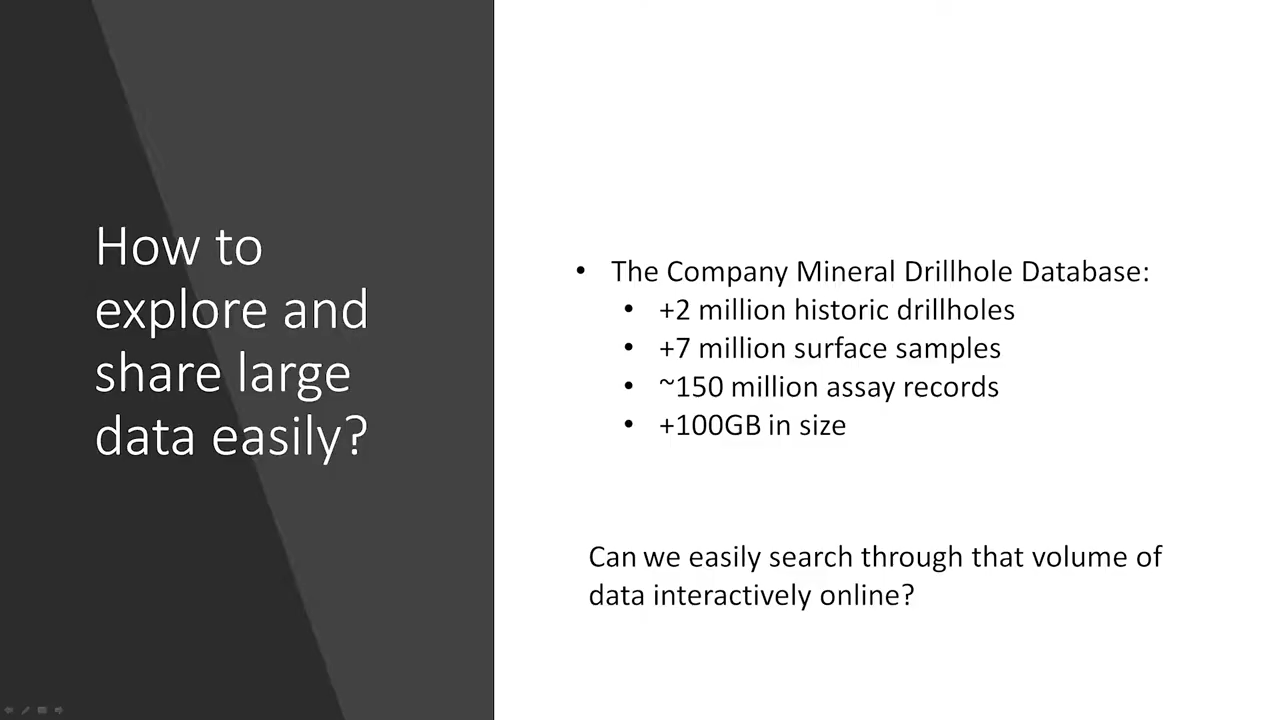 How to
explore and
share large
data easily?
• The Company Mineral Drillhole Database:
• +2 million historic drillholes
• +7 million surface samples
• ~150 million assay records
• +100GB in size
Can we easily search through that volume of
data interactively online?